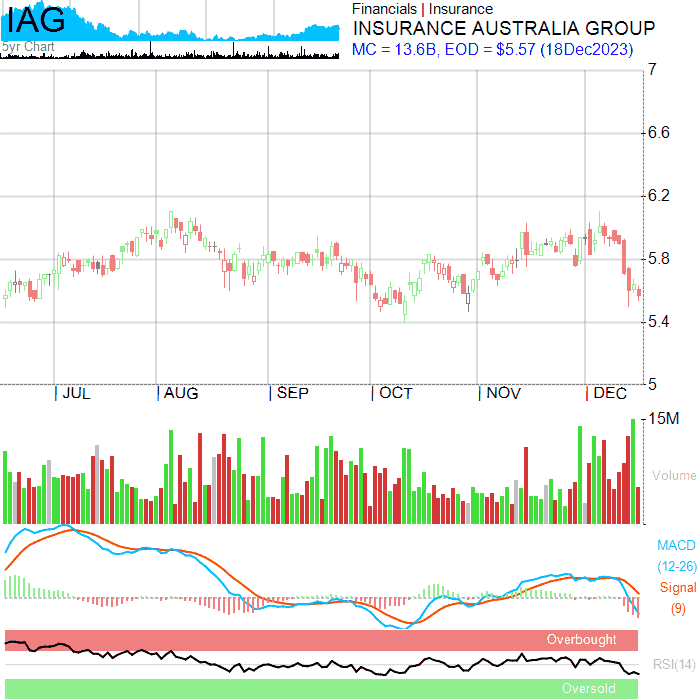 IAG
5yr Chart
Financials | Insurance
INSURANCE AUSTRALIA GROUP
MC = 13.6B, EOD = $5.57 (18Dec2023)
7
6.6
6.2
5.8
5.4
5
JUL AUG SEP OCT NOV DEC
15M
Volume
MACD
(12-26)
Signal
(9)
Overbought
RSI(14)
Oversold